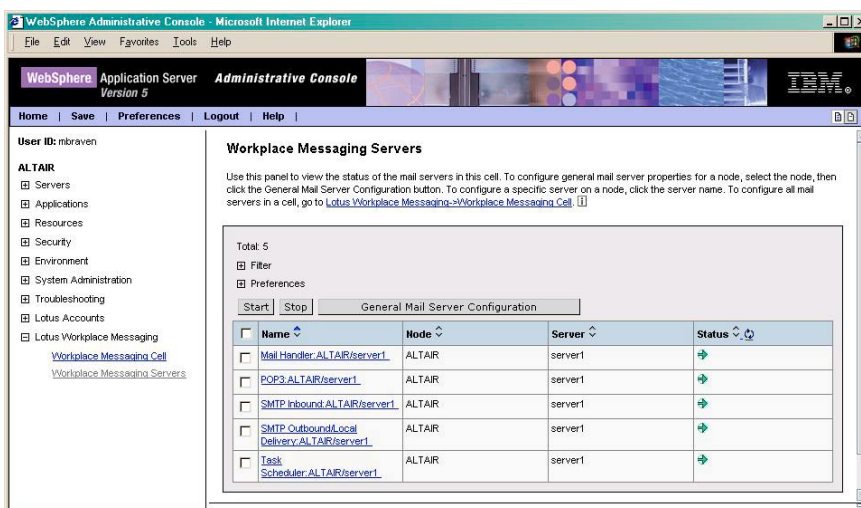 WebSphere Administrative Console - Microsoft Internet Explorer
File Edit View Favorites Tools Help
WebSphere Application Server Administrative Console
Version 5
IBM.
Home | Save | Preferences | Logout | Help |
User ID: mbraven
ALTAIR
Servers
Applications
Resources
Security
Environment
System Administration
Troubleshooting
Lotus Accounts
Lotus Workplace Messaging
Workplace Messaging Cell
Workplace Messaging Servers
Workplace Messaging Servers
Use this panel to view the status of the mail servers in this cell. To configure general mail server properties for a node, select the node, then
click the General Mail Server Configuration button. To configure a specific server on a node, click the server name. To configure all mail
servers in a cell, go to Lotus Workplace Messaging->Workplace Messaging Cell. i
Total: 5
Filter
Preferences
Start Stop General Mail Server Configuration
Name Node Server Status
Mail Handler:ALTAIR/server1 ALTAIR server1
POP3:ALTAIR/server1 ALTAIR server1
SMTP Inbound:ALTAIR/server1 ALTAIR server1
SMTP Outbound/Local ALTAIR server1
Delivery:ALTAIR/server1
Task ALTAIR server1
Scheduler:ALTAIR/server1